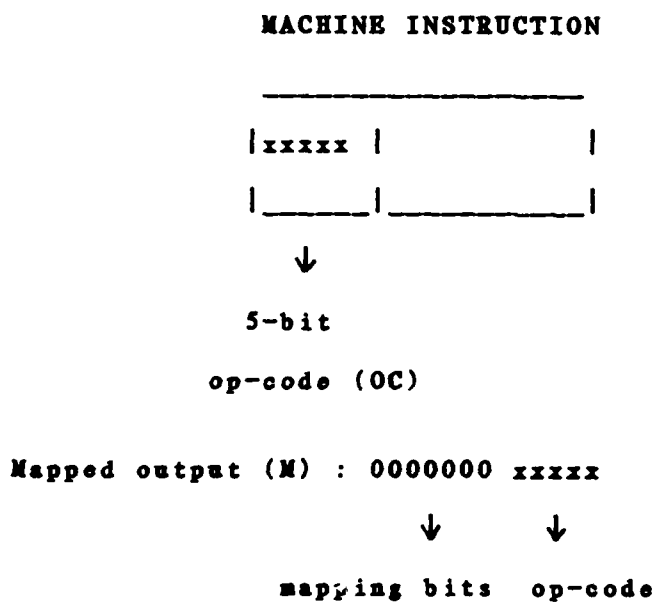 MACHINE INSTRUCTION
xxxxx
5-bit
op-code (OC)
Mapped output (M) : 0000000 xxxxx
mapping bits op-code